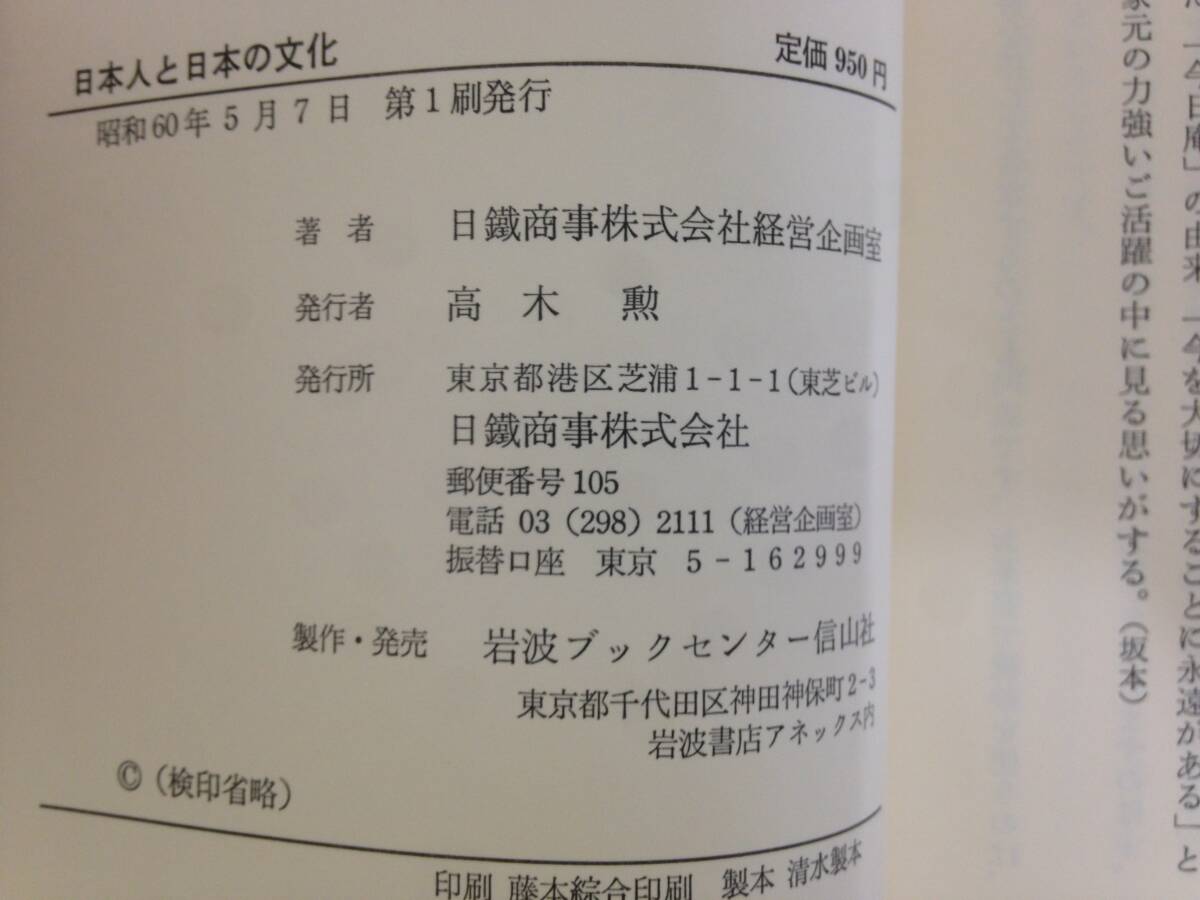 日本人と日本の文化 定価950円
昭和60年5月7日 第1刷発行
著者 日鐵商事株式会社経営企画室
発行者 高木 勲
発行所 東京都港区芝浦1-1-1(東芝ビル)
日鐵商事株式会社
郵便番号105
電話 03(298)2111(経営企画室)
振替口座 東京 5-162999
製作・発売 岩波ブックセンター信山社
東京都千代田区神田神保町2-3
岩波書店アネックス内
©(検印省略)
印刷 藤本綜合印刷 製本 清水製本
「今日庵」の由来「今を大切にすることに永遠がある」と
家元の力強いご活躍の中に見る思いがする。(坂本)